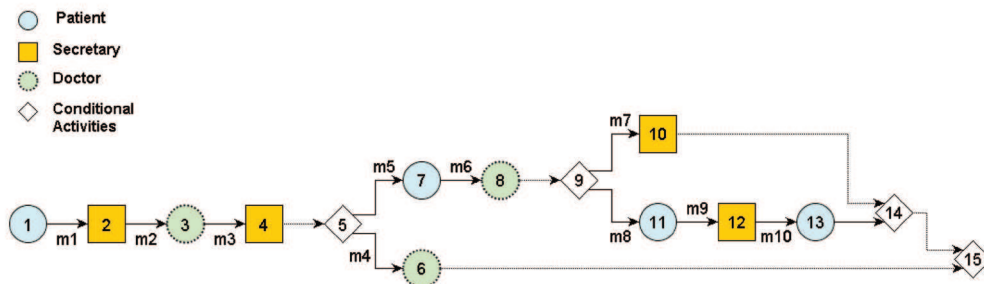 Patient
Secretary
Doctor
Conditional
Activities
m7
10
m5
m6
7
8
9
m9
1
2
3
4
5
11
12
13
14
m1
m2
m3
m8
m10
m4
6
15